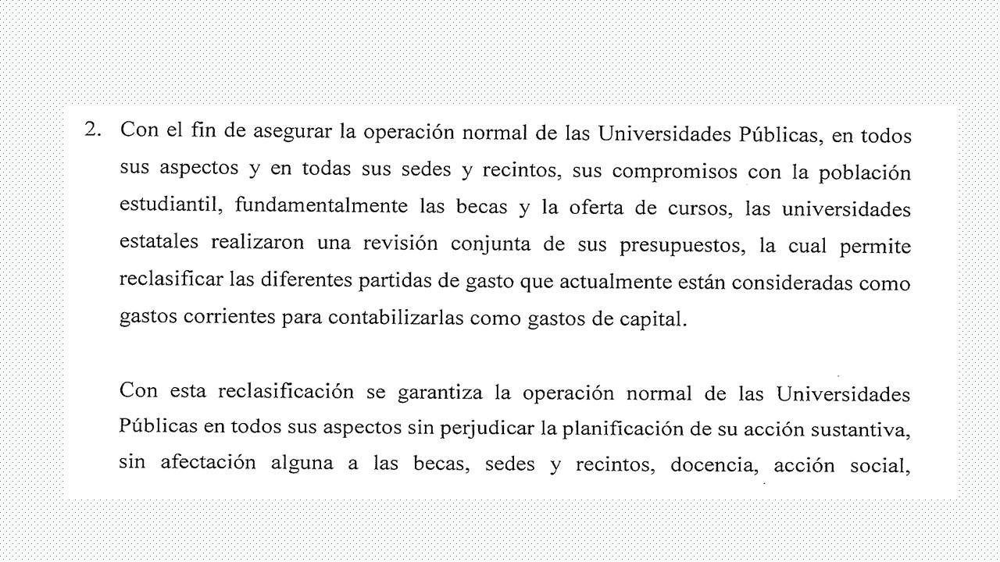 2. Con el fin de asegurar la operación normal de las Universidades Públicas, en todos
sus aspectos y en todas sus sedes y recintos, sus compromisos con la población
estudiantil, fundamentalmente las becas y la oferta de cursos, las universidades
estatales realizaron una revisión conjunta de sus presupuestos, la cual permite
reclasificar las diferentes partidas de gasto que actualmente están consideradas como
gastos corrientes para contabilizarlas como gastos de capital.
Con esta reclasificación se garantiza la operación normal de las Universidades
Públicas en todos sus aspectos sin perjudicar la planificación de su acción sustantiva,
sin afectación alguna a las becas, sedes y recintos, docencia, acción social,